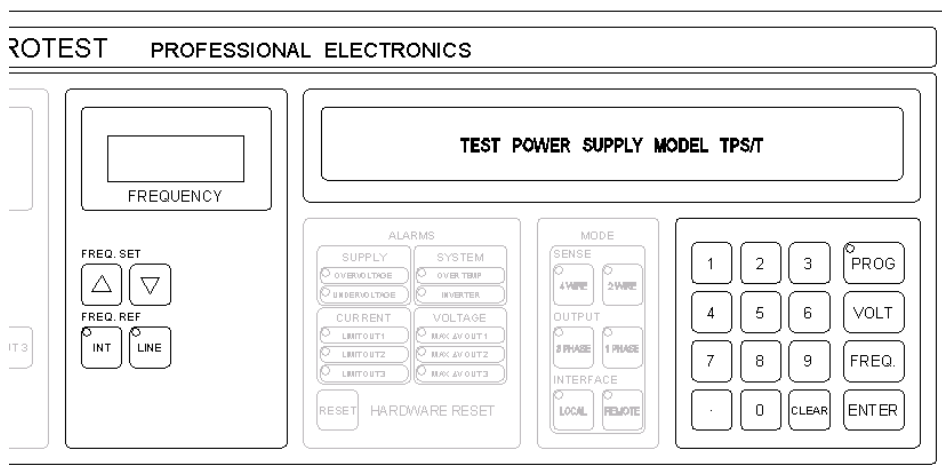 ROTEST PROFESSIONAL ELECTRONICS
FREQUENCY
TEST POWER SUPPLY MODEL TPS/T
FREQ. SET
FREQ. REF
INT LINE
UT 3
ALARMS
SUPPLY SYSTEM
OVERVOLTAGE OVER TEMP
UNDERVOLTAGE INVERTER
CURRENT VOLTAGE
LIMIT OUT1 MAX ΔV OUT1
LIMIT OUT2 MAX ΔV OUT2
LIMIT OUT3 MAX ΔV OUT3
RESET HARDWARE RESET
MODE
SENSE
4 WIRE 2 WIRE
OUTPUT
3 PHASE 1 PHASE
INTERFACE
LOCAL REMOTE
1 2 3 PROG
4 5 6 VOLT
7 8 9 FREQ.
. 0 CLEAR ENTER